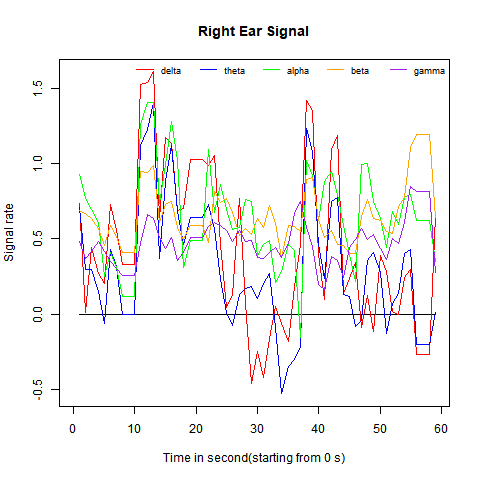 Right Ear Signal
delta theta alpha beta gamma
1.5
1.0
0.5
0.0
-0.5
Signal rate
0 10 20 30 40 50 60
Time in second(starting from 0 s)